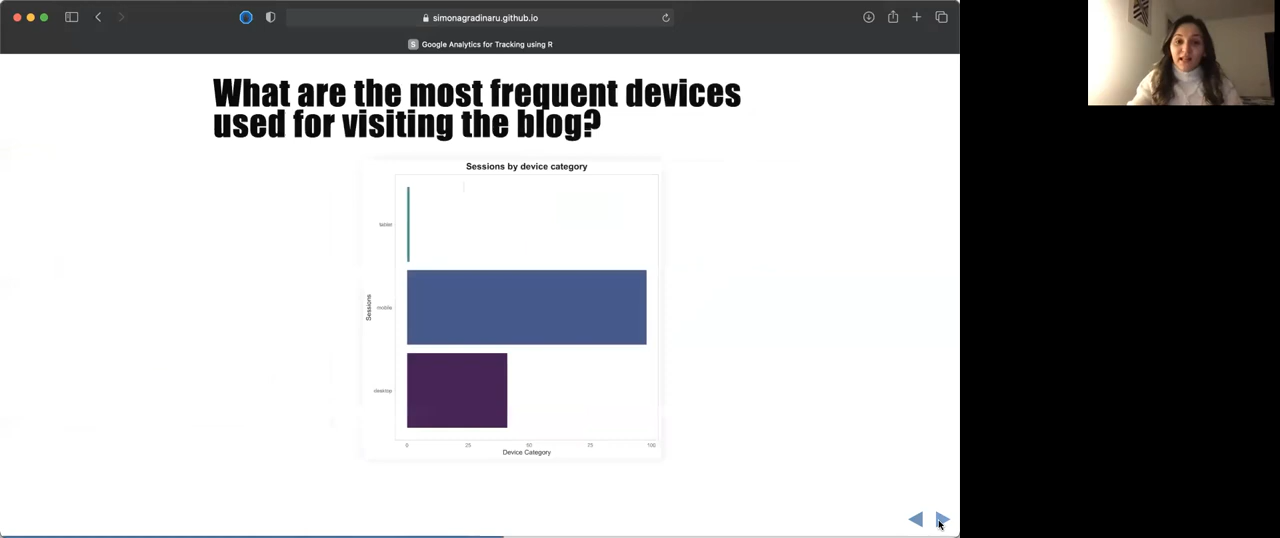 simonagradinaru.github.io
S Google Analytics for Tracking using R
What are the most frequent devices
used for visiting the blog?
Sessions by device category
tablet
mobile
desktop
Sessions
0 25 50 75 100
Device Category